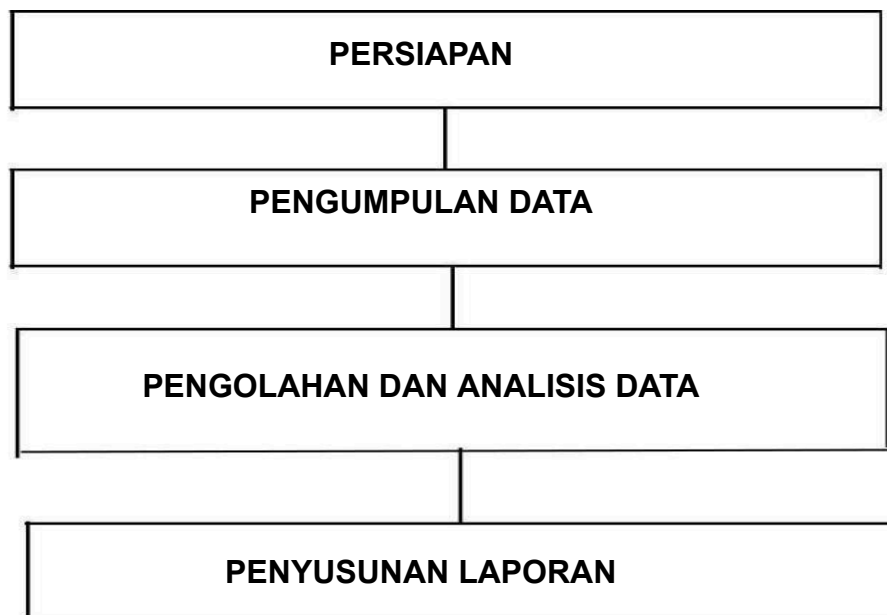 PERSIAPAN
PENGUMPULAN DATA
PENGOLAHAN DAN ANALISIS DATA
PENYUSUNAN LAPORAN